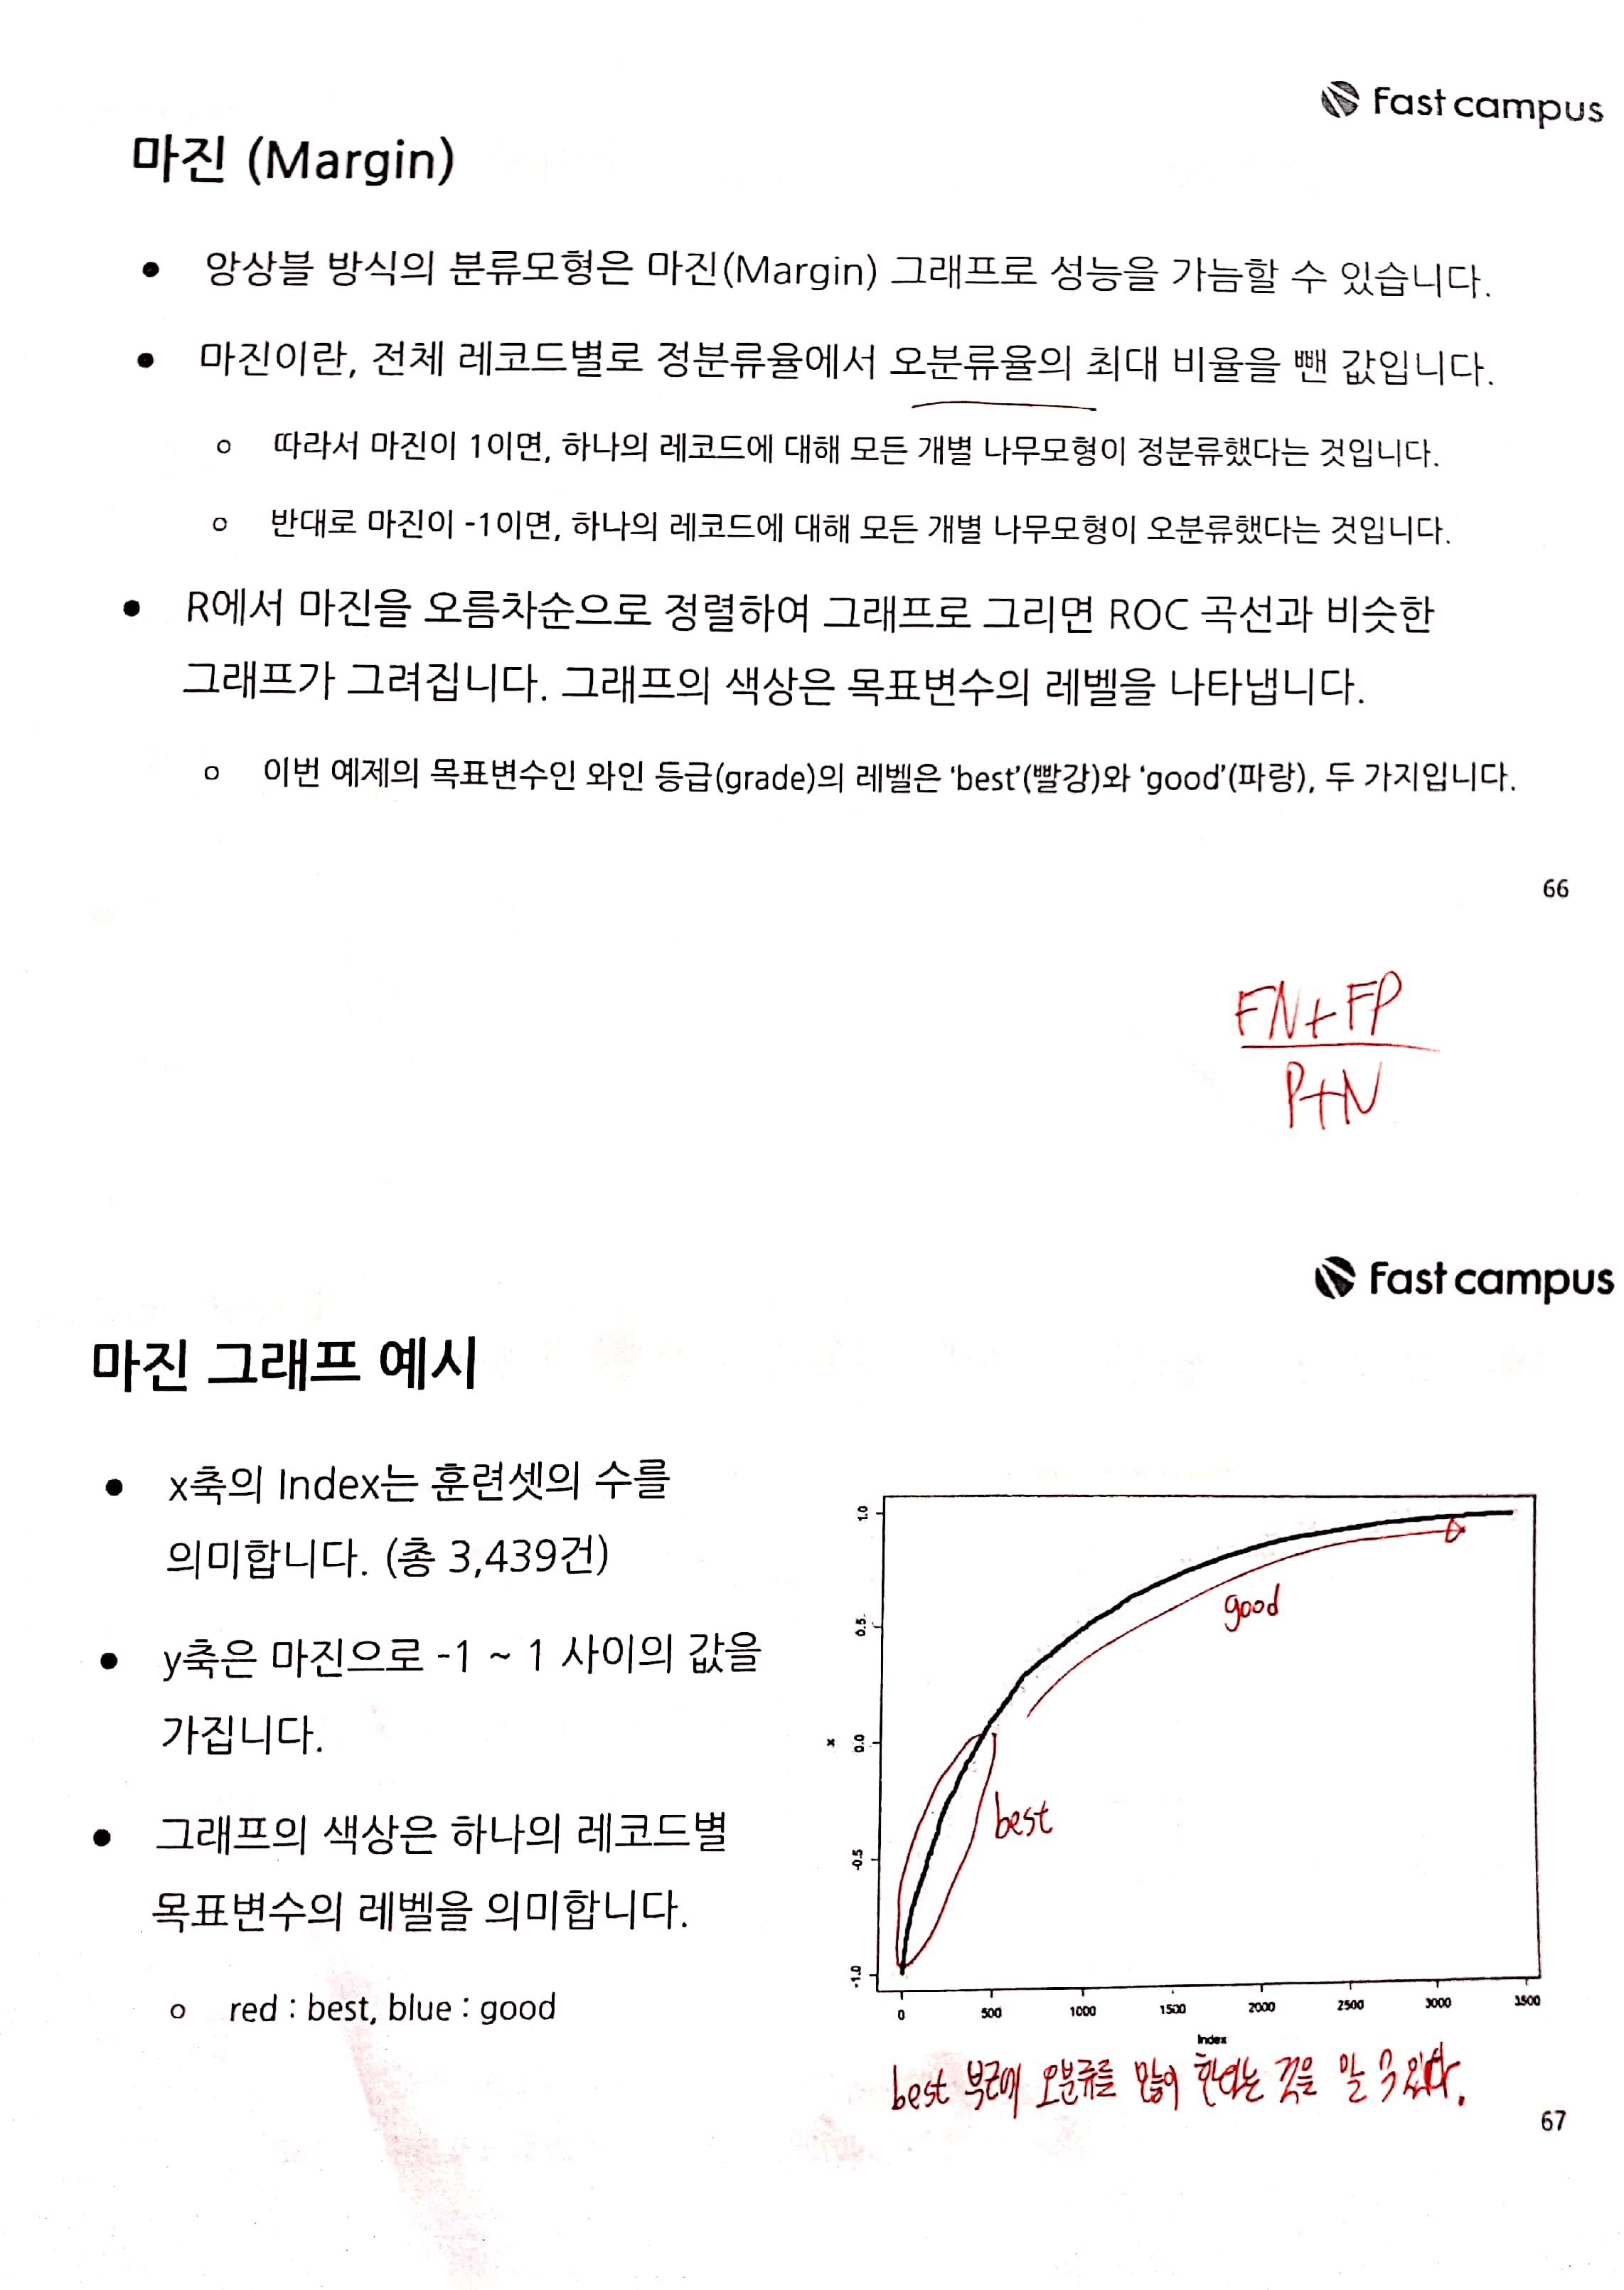 Fast campus
마진 (Margin)
● 앙상블 방식의 분류모형은 마진(Margin) 그래프로 성능을 가늠할 수 있습니다.
● 마진이란, 전체 레코드별로 정분류율에서 오분류율의 최대 비율을 뺀 값입니다.
○ 따라서 마진이 1이면, 하나의 레코드에 대해 모든 개별 나무모형이 정분류했다는 것입니다.
○ 반대로 마진이 -1이면, 하나의 레코드에 대해 모든 개별 나무모형이 오분류했다는 것입니다.
● R에서 마진을 오름차순으로 정렬하여 그래프로 그리면 ROC 곡선과 비슷한
그래프가 그려집니다. 그래프의 색상은 목표변수의 레벨을 나타냅니다.
○ 이번 예제의 목표변수인 와인 등급(grade)의 레벨은 ‘best’(빨강)와 ‘good’(파랑), 두 가지입니다.
66
FN+FP
P+N
Fast campus
마진 그래프 예시
● x축의 Index는 훈련셋의 수를
의미합니다. (총 3,439건)
● y축은 마진으로 -1 ~ 1 사이의 값을
가집니다.
● 그래프의 색상은 하나의 레코드별
목표변수의 레벨을 의미합니다.
○ red : best, blue : good
1.0
0.5
0.0
-0.5
-1.0
x
good
best
0 500 1000 1500 2000 2500 3000 3500
Index
best 부근에 오분류를 많이 한다는 것을 알 수 있다.
67